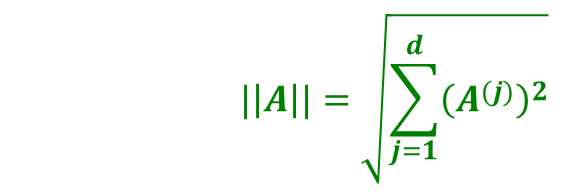 ||A|| = √∑_{j=1}^{d} (A^{(j)})^2